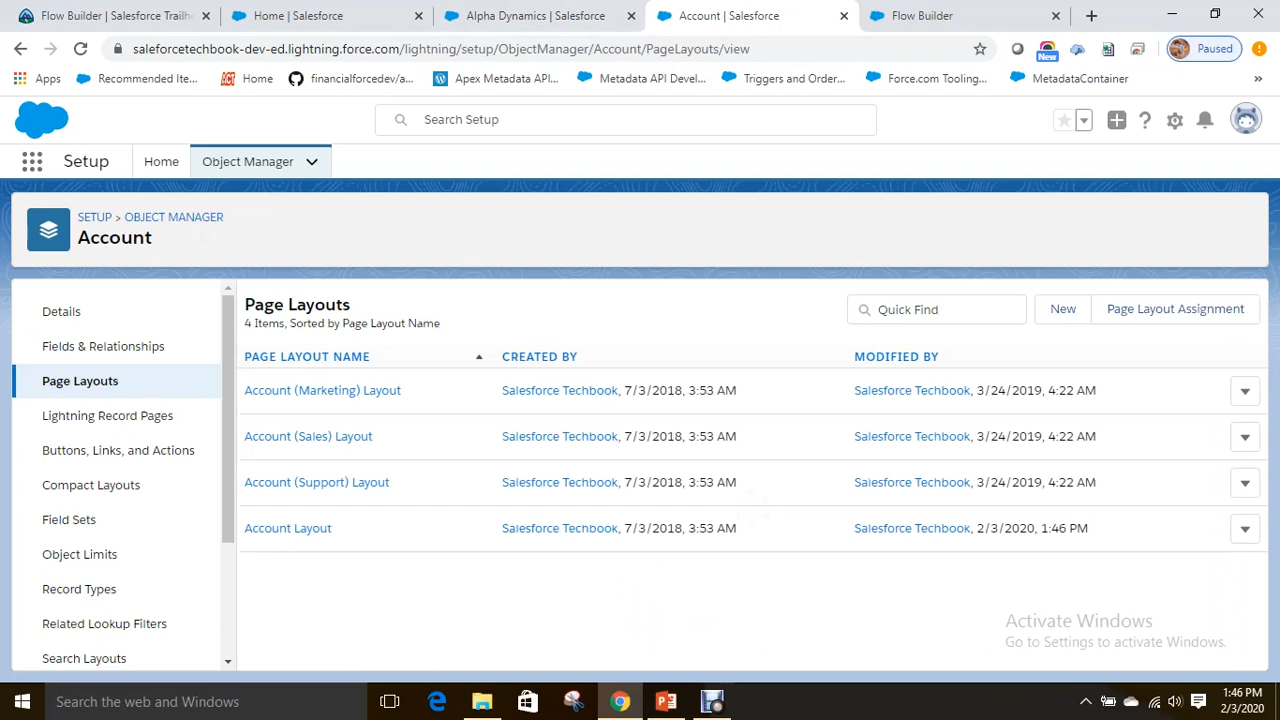 Flow Builder | Salesforce Trailhe
Home | Salesforce
Alpha Dynamics | Salesforce
Account | Salesforce
Flow Builder
saleforcetechbook-dev-ed.lightning.force.com/lightning/setup/ObjectManager/Account/PageLayouts/view
New
Paused
Apps
Recommended Ite...
ACT
Home
financialforcedev/a...
Apex Metadata API...
Metadata API Devel...
Triggers and Order...
Force.com Tooling...
MetadataContainer
»
Search Setup
Setup
Home
Object Manager
SETUP > OBJECT MANAGER
Account
Details
Fields & Relationships
Page Layouts
Lightning Record Pages
Buttons, Links, and Actions
Compact Layouts
Field Sets
Object Limits
Record Types
Related Lookup Filters
Search Layouts
Page Layouts
4 Items, Sorted by Page Layout Name
Quick Find
New
Page Layout Assignment
PAGE LAYOUT NAME CREATED BY MODIFIED BY
Account (Marketing) Layout Salesforce Techbook, 7/3/2018, 3:53 AM Salesforce Techbook, 3/24/2019, 4:22 AM
Account (Sales) Layout Salesforce Techbook, 7/3/2018, 3:53 AM Salesforce Techbook, 3/24/2019, 4:22 AM
Account (Support) Layout Salesforce Techbook, 7/3/2018, 3:53 AM Salesforce Techbook, 3/24/2019, 4:22 AM
Account Layout Salesforce Techbook, 7/3/2018, 3:53 AM Salesforce Techbook, 2/3/2020, 1:46 PM
Activate Windows
Go to Settings to activate Windows.
Search the web and Windows
1:46 PM
2/3/2020